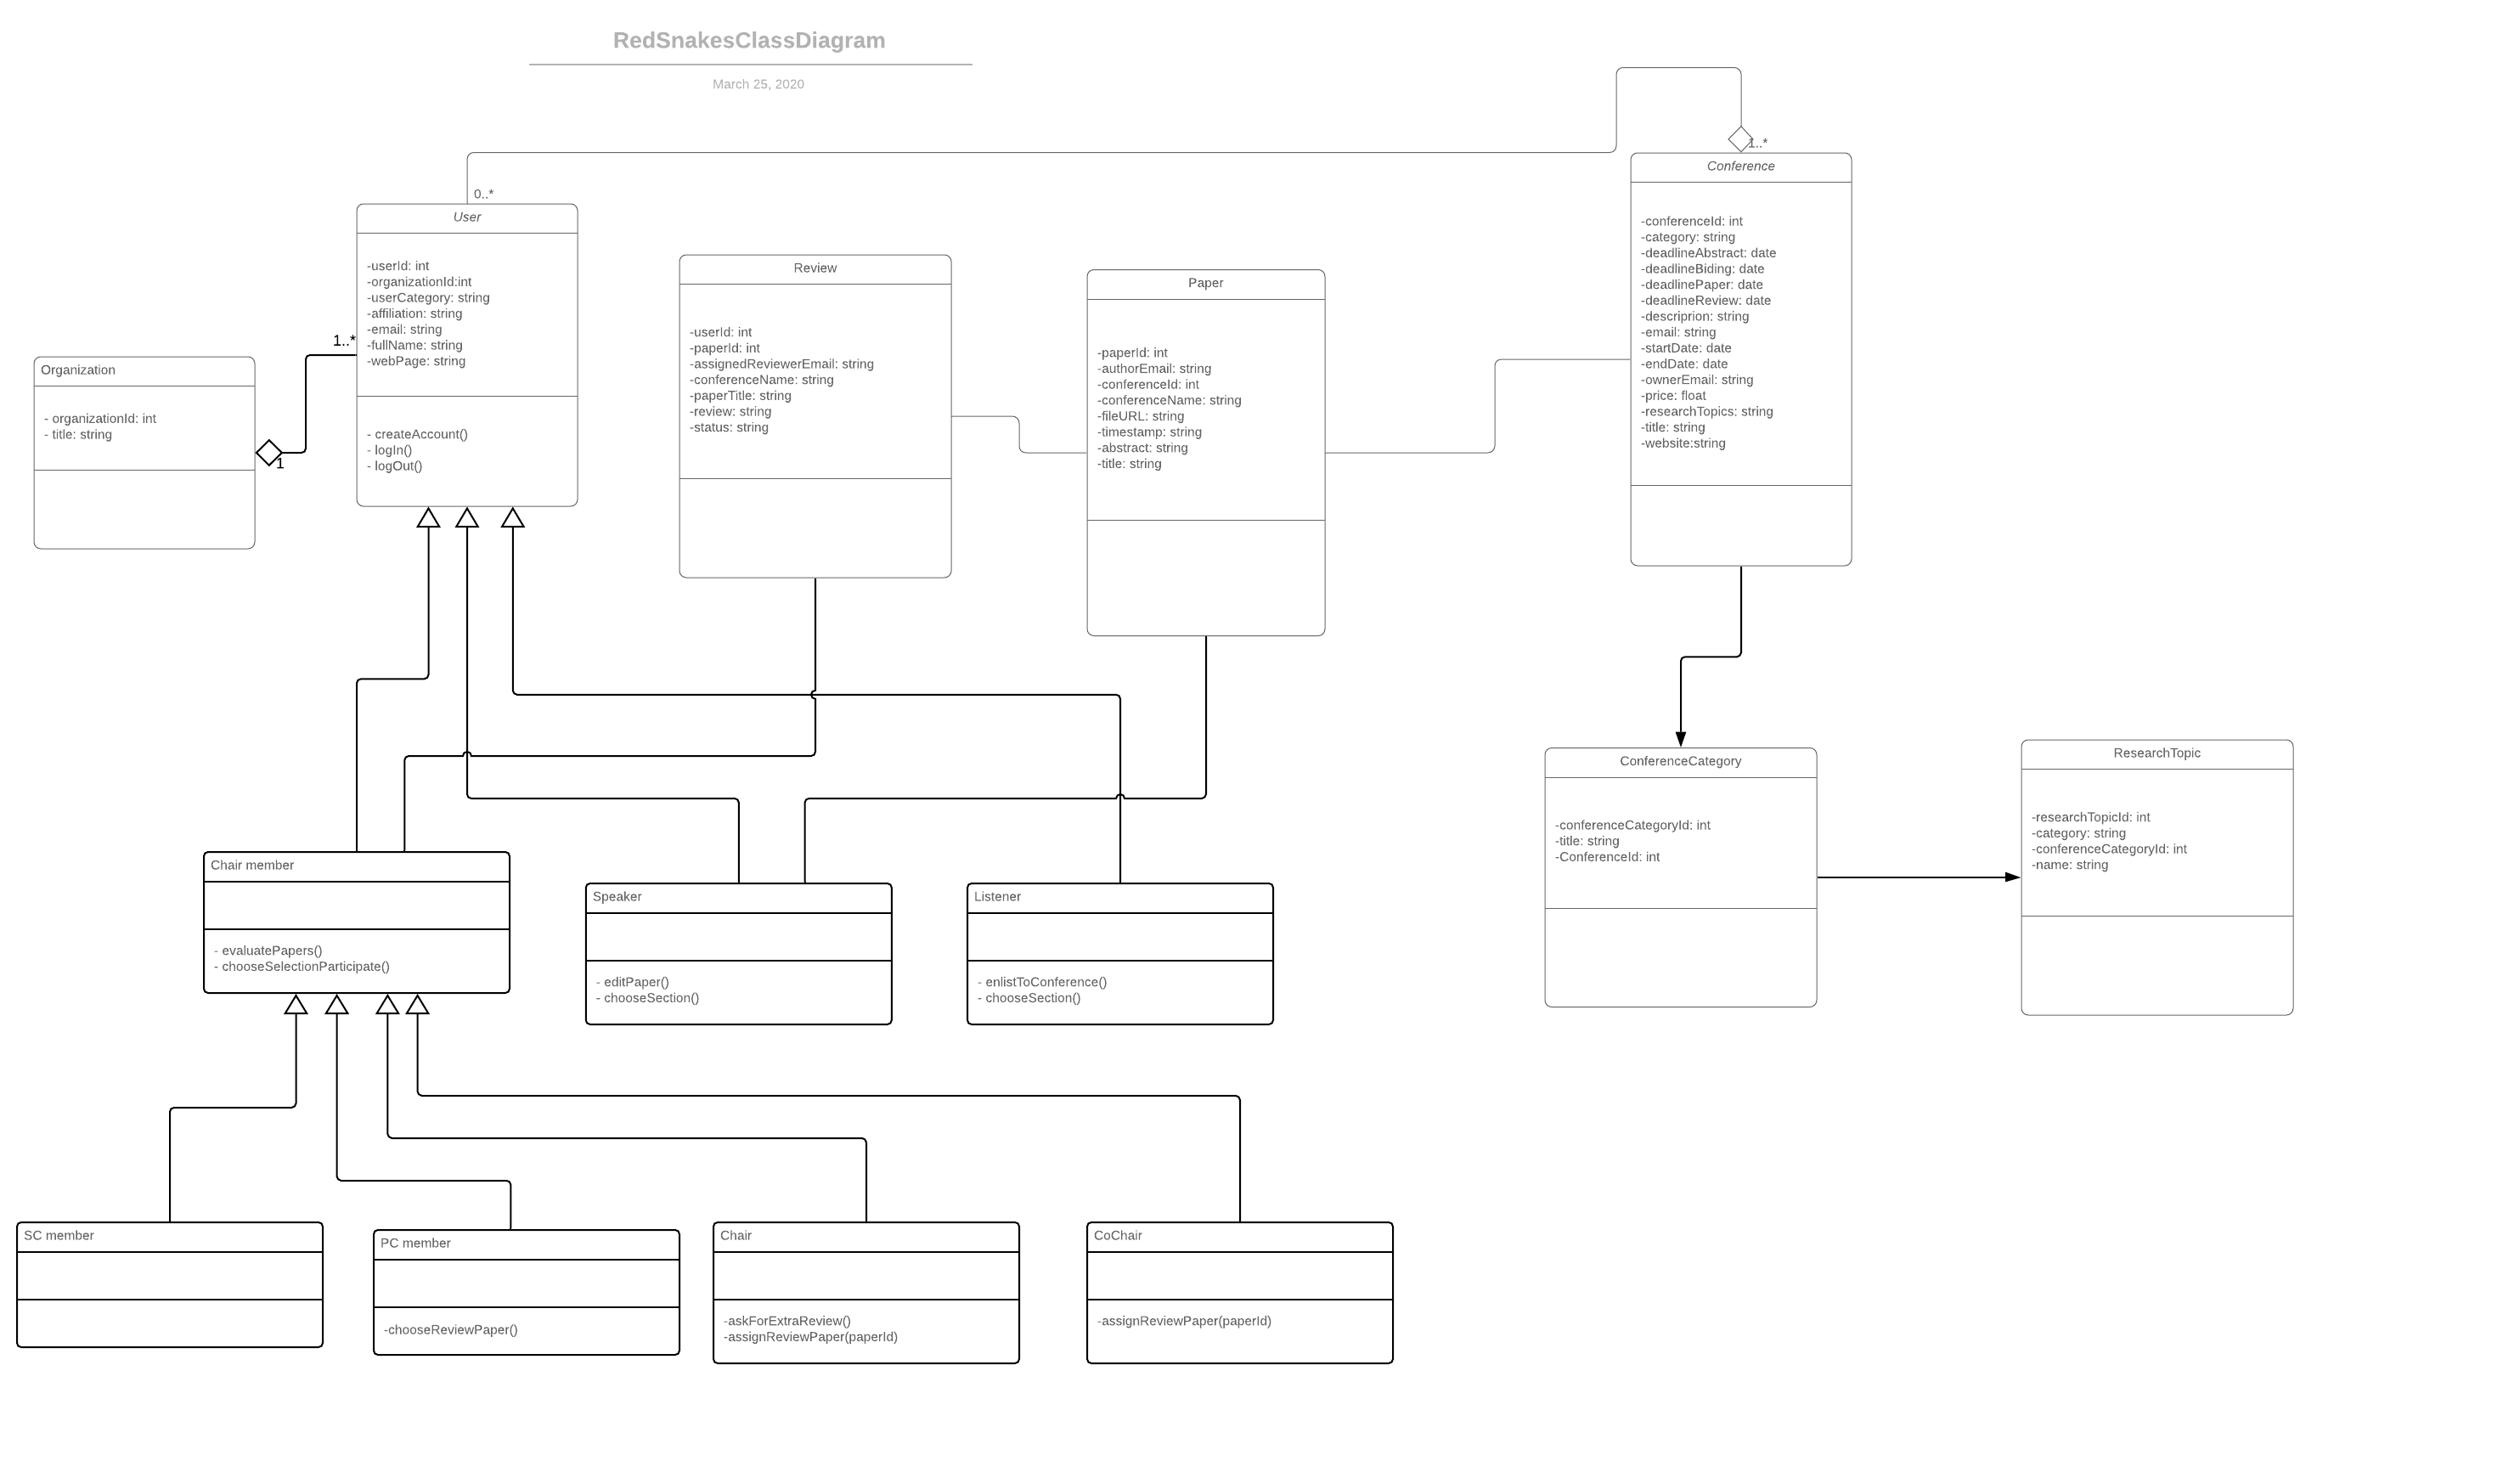 RedSnakesClassDiagram
March 25, 2020
1..*
Conference
-conferenceId: int
-category: string
-deadlineAbstract: date
-deadlineBiding: date
-deadlinePaper: date
-deadlineReview: date
-descriprion: string
-email: string
-startDate: date
-endDate: date
-ownerEmail: string
-price: float
-researchTopics: string
-title: string
-website:string
0..*
User
-userId: int
-organizationId:int
-userCategory: string
-affiliation: string
-email: string
-fullName: string
-webPage: string
- createAccount()
- logIn()
- logOut()
1..*
1
Organization
- organizationId: int
- title: string
Review
-userId: int
-paperId: int
-assignedReviewerEmail: string
-conferenceName: string
-paperTitle: string
-review: string
-status: string
Paper
-paperId: int
-authorEmail: string
-conferenceId: int
-conferenceName: string
-fileURL: string
-timestamp: string
-abstract: string
-title: string
ConferenceCategory
-conferenceCategoryId: int
-title: string
-ConferenceId: int
ResearchTopic
-researchTopicId: int
-category: string
-conferenceCategoryId: int
-name: string
Chair member
- evaluatePapers()
- chooseSelectionParticipate()
Speaker
- editPaper()
- chooseSection()
Listener
- enlistToConference()
- chooseSection()
SC member
PC member
-chooseReviewPaper()
Chair
-askForExtraReview()
-assignReviewPaper(paperId)
CoChair
-assignReviewPaper(paperId)